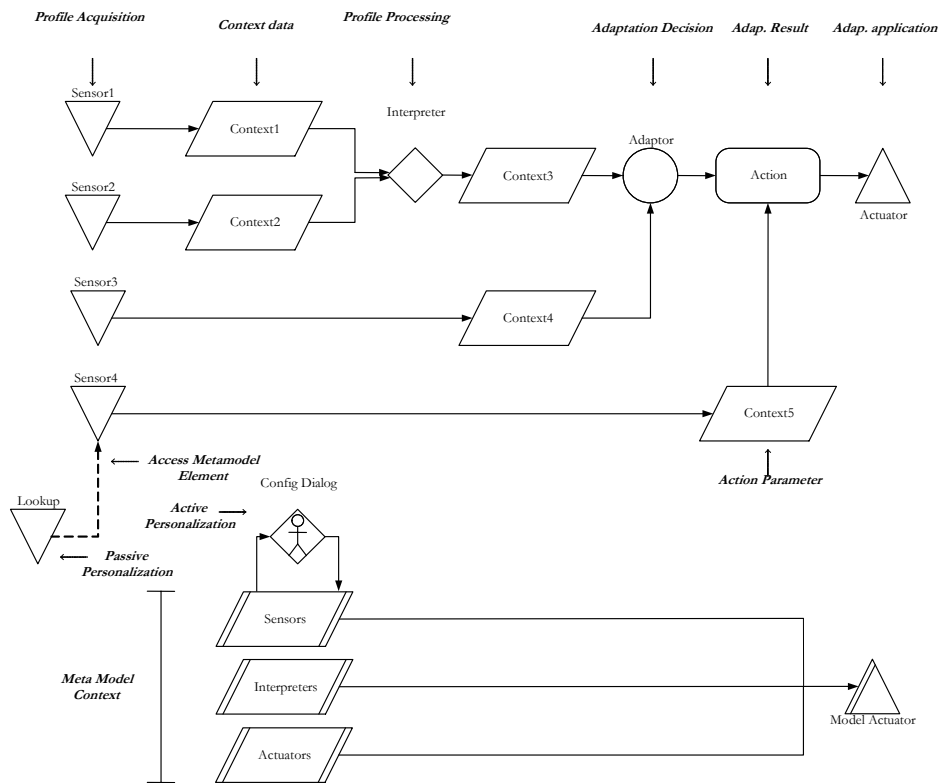 Profile Acquisition
Context data
Profile Processing
Adaptation Decision
Adap. Result
Adap. application
Sensor1
Context1
Interpreter
Adaptor
Sensor2
Context2
Context3
Action
Actuator
Sensor3
Context4
Sensor4
Context5
Access Metamodel
Element
Action Parameter
Lookup
Config Dialog
Active
Personalization
Passive
Personalization
Sensors
Meta Model
Context
Interpreters
Model Actuator
Actuators